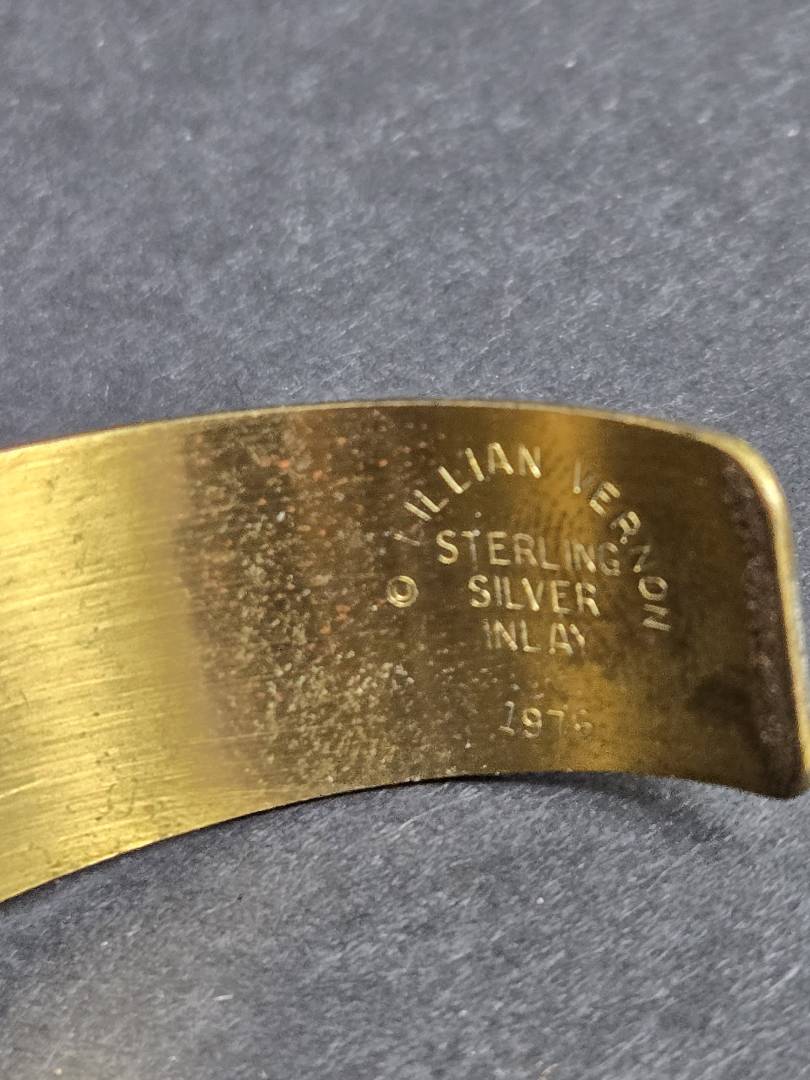 LILLIAN VERNON
© STERLING
SILVER
INLAY
1976